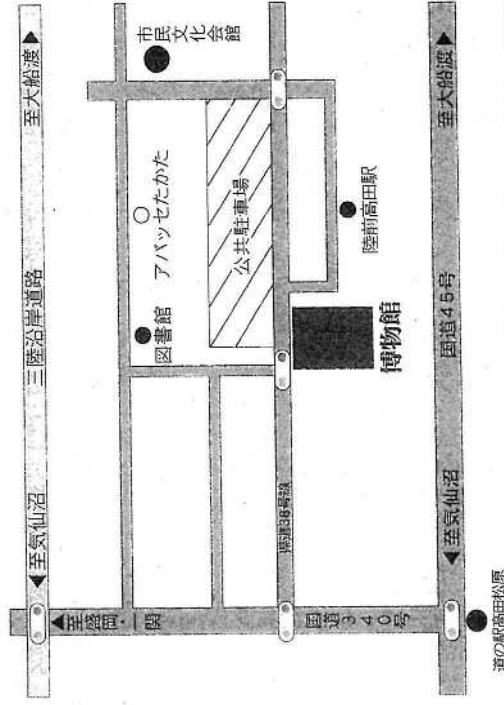 至大船渡▶
市民文化会館
三陸沿岸道路
アバッセたかた
公共駐車場
図書館
◀至気仙沼
博物館
陸前高田駅
至大船渡▶
国道45号
県道38号線
◀至気仙沼
◀至盛岡・一関
国道340号
道の駅高田松原